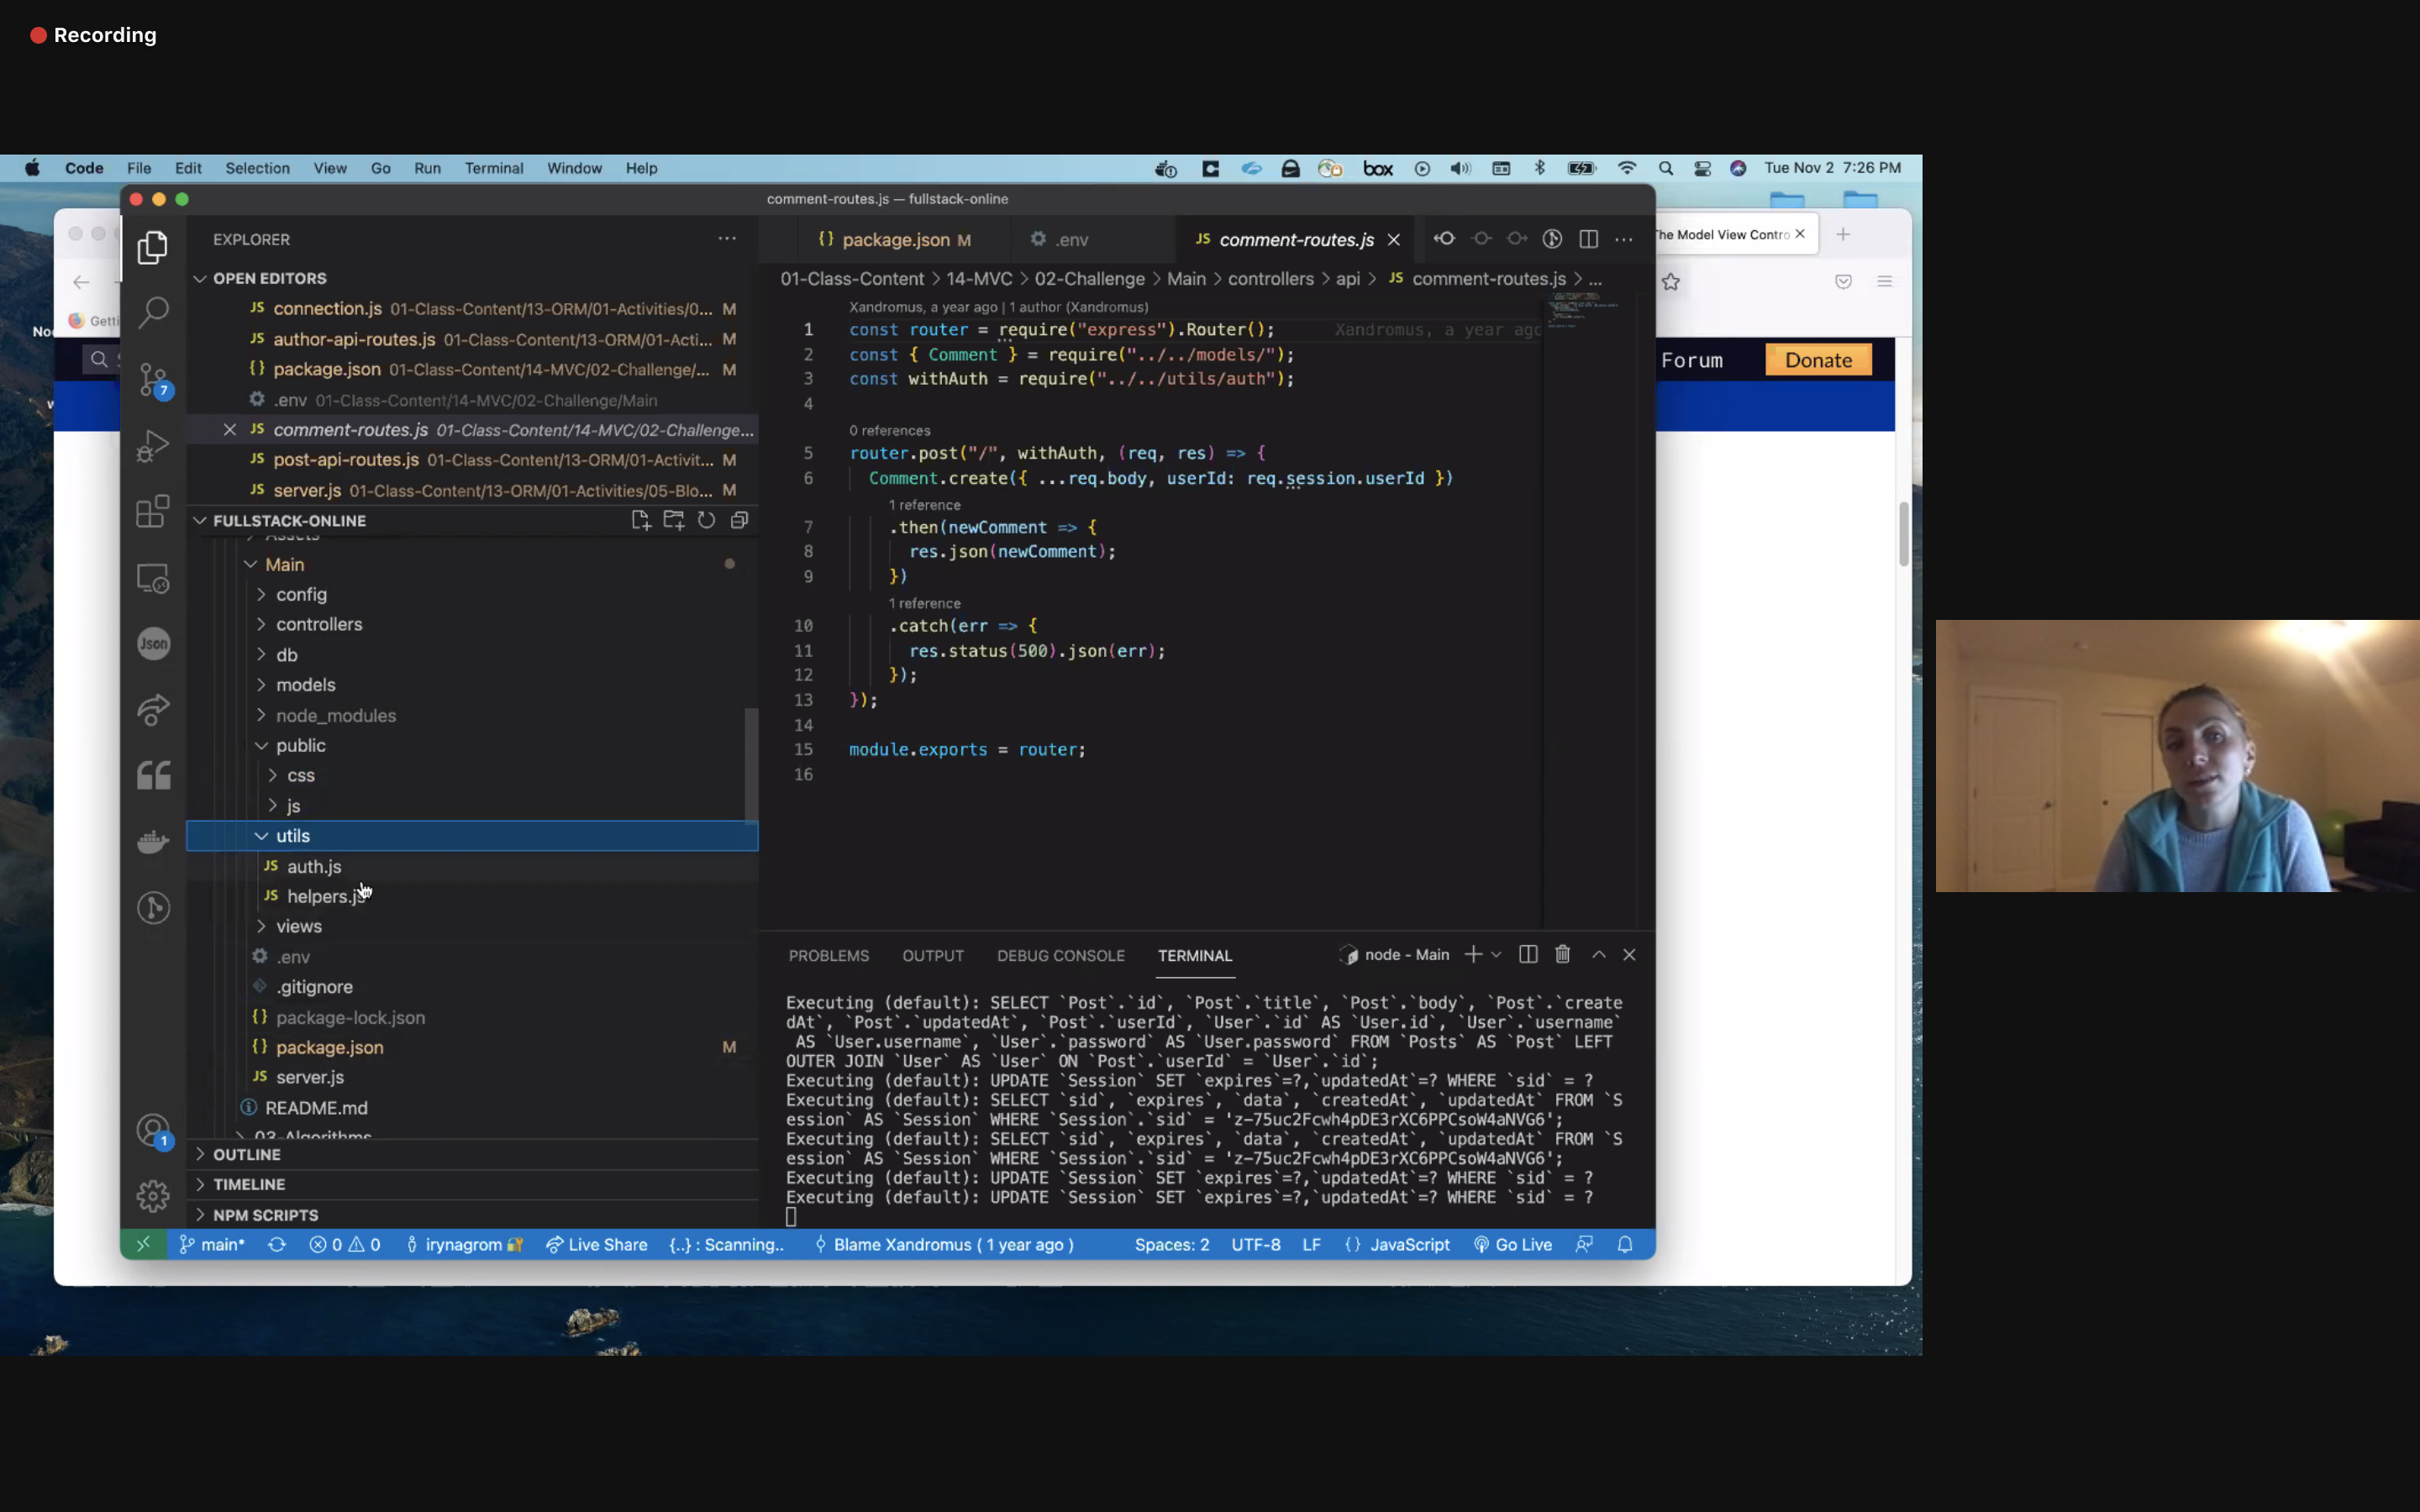 Recording
Code File Edit Selection View Go Run Terminal Window Help
box
Tue Nov 2 7:26 PM
comment-routes.js — fullstack-online
EXPLORER
OPEN EDITORS
JS connection.js 01-Class-Content/13-ORM/01-Activities/0... M
JS author-api-routes.js 01-Class-Content/13-ORM/01-Acti... M
{} package.json 01-Class-Content/14-MVC/02-Challenge/... M
.env 01-Class-Content/14-MVC/02-Challenge/Main
JS comment-routes.js 01-Class-Content/14-MVC/02-Challenge...
JS post-api-routes.js 01-Class-Content/13-ORM/01-Activit... M
JS server.js 01-Class-Content/13-ORM/01-Activities/05-Blo... M
FULLSTACK-ONLINE
Assets
Main
config
controllers
db
models
node_modules
public
css
js
utils
JS auth.js
JS helpers.js
views
.env
.gitignore
{} package-lock.json
{} package.json M
JS server.js
README.md
03-Algorithms
OUTLINE
TIMELINE
NPM SCRIPTS
7
Json
1
{} package.json M
.env
JS comment-routes.js
01-Class-Content > 14-MVC > 02-Challenge > Main > controllers > api > JS comment-routes.js > ...
Xandromus, a year ago | 1 author (Xandromus)
1 const router = require("express").Router(); Xandromus, a year ago
2 const { Comment } = require("../../models/");
3 const withAuth = require("../../utils/auth");
4
0 references
5 router.post("/", withAuth, (req, res) => {
6 Comment.create({ ...req.body, userId: req.session.userId })
1 reference
7 .then(newComment => {
8 res.json(newComment);
9 })
1 reference
10 .catch(err => {
11 res.status(500).json(err);
12 });
13 });
14
15 module.exports = router;
16
PROBLEMS OUTPUT DEBUG CONSOLE TERMINAL
node - Main
Executing (default): SELECT `Post`.`id`, `Post`.`title`, `Post`.`body`, `Post`.`create
dAt`, `Post`.`updatedAt`, `Post`.`userId`, `User`.`id` AS `User.id`, `User`.`username`
AS `User.username`, `User`.`password` AS `User.password` FROM `Posts` AS `Post` LEFT
OUTER JOIN `User` AS `User` ON `Post`.`userId` = `User`.`id`;
Executing (default): UPDATE `Session` SET `expires`=?,`updatedAt`=? WHERE `sid` = ?
Executing (default): SELECT `sid`, `expires`, `data`, `createdAt`, `updatedAt` FROM `S
ession` AS `Session` WHERE `Session`.`sid` = 'z-75uc2Fcwh4pDE3rXC6PPCsoW4aNVG6';
Executing (default): SELECT `sid`, `expires`, `data`, `createdAt`, `updatedAt` FROM `S
ession` AS `Session` WHERE `Session`.`sid` = 'z-75uc2Fcwh4pDE3rXC6PPCsoW4aNVG6';
Executing (default): UPDATE `Session` SET `expires`=?,`updatedAt`=? WHERE `sid` = ?
Executing (default): UPDATE `Session` SET `expires`=?,`updatedAt`=? WHERE `sid` = ?
main* 0 0 irynagrom Live Share {..} : Scanning.. Blame Xandromus ( 1 year ago ) Spaces: 2 UTF-8 LF {} JavaScript Go Live
Getti
The Model View Contro
Forum
Donate